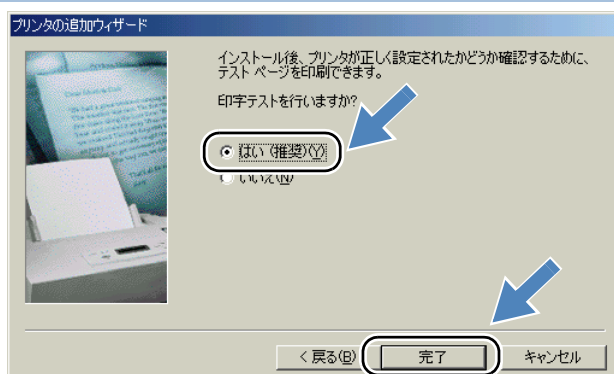 プリンタの追加ウィザード
インストール後、プリンタが正しく設定されたかどうか確認するために、
テスト ページを印刷できます。
印字テストを行いますか?
はい (推奨)(Y)
いいえ(N)
< 戻る(B)
完了
キャンセル